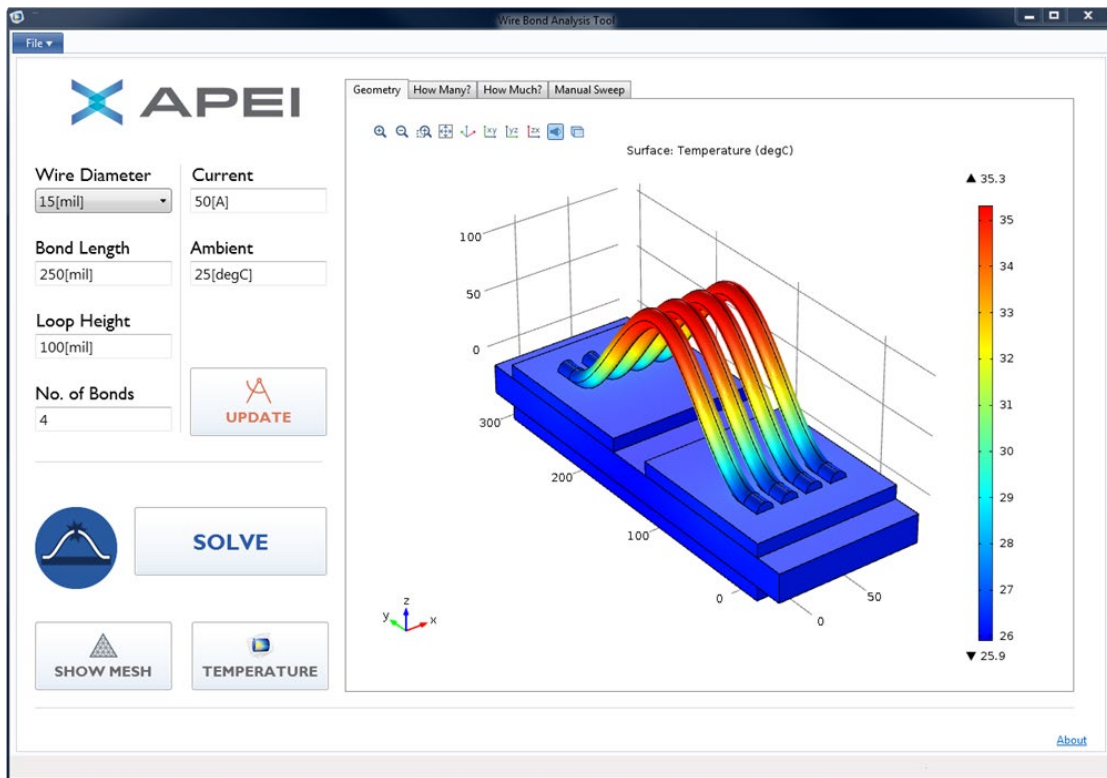 Wire Bond Analysis Tool
File ▾
APEI
Wire Diameter
15[mil]
Current
50[A]
Bond Length
250[mil]
Ambient
25[degC]
Loop Height
100[mil]
No. of Bonds
4
UPDATE
SOLVE
SHOW MESH
TEMPERATURE
Geometry How Many? How Much? Manual Sweep
xy yz zx
Surface: Temperature (degC)
▲ 35.3
35
34
33
32
31
30
29
28
27
26
▼ 25.9
100
50
0
300
200
100
0
50
0
z
y x
About